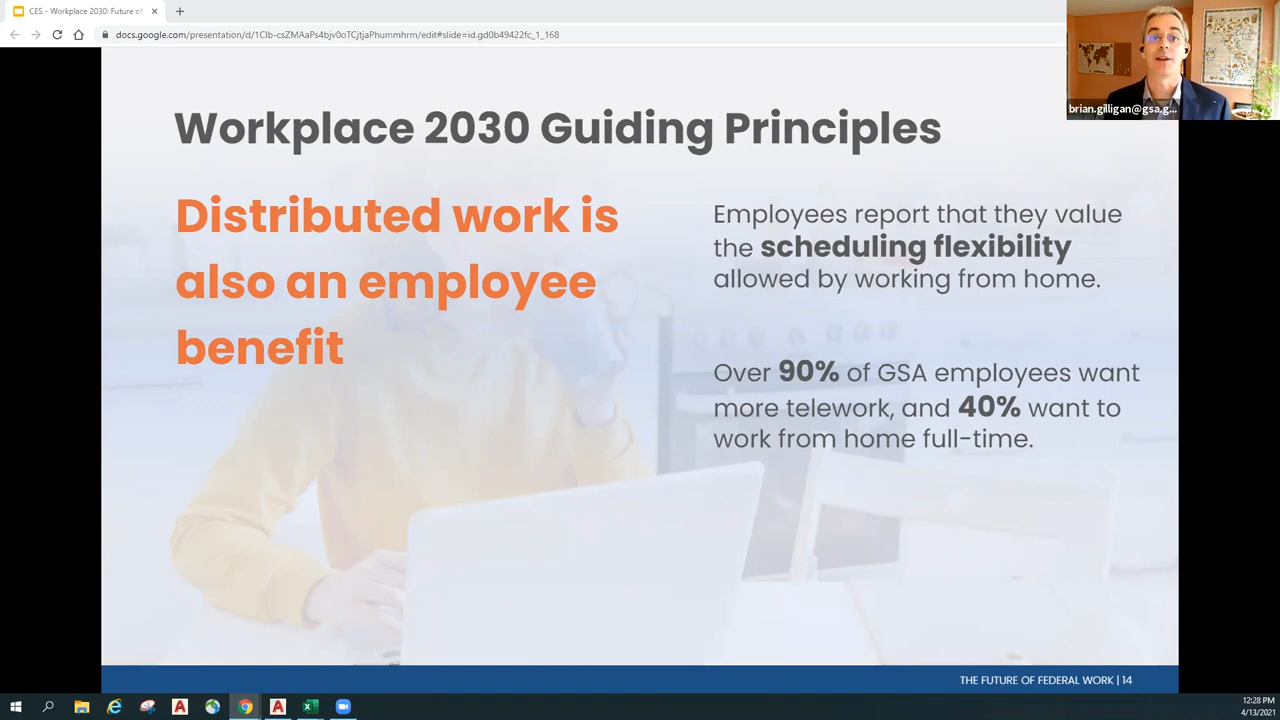 CES - Workplace 2030: Future of
docs.google.com/presentation/d/1CIb-csZMAaPs4bjv0oTCjtjaPhummhrm/edit#slide=id.gd0b49422fc_1_168
brian.gilligan@gsa.g...
Workplace 2030 Guiding Principles
Distributed work is
also an employee
benefit
Employees report that they value
the scheduling flexibility
allowed by working from home.
Over 90% of GSA employees want
more telework, and 40% want to
work from home full-time.
THE FUTURE OF FEDERAL WORK | 14
12:28 PM
4/13/2021